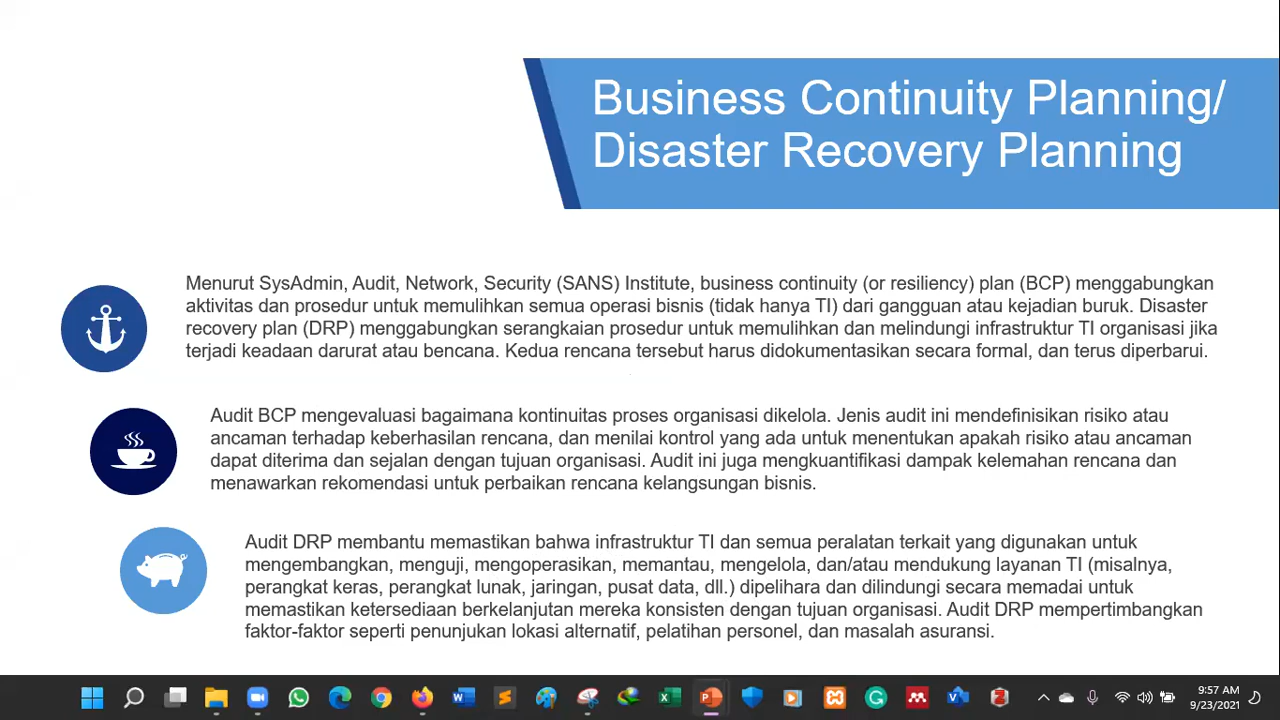 Business Continuity Planning/
Disaster Recovery Planning
Menurut SysAdmin, Audit, Network, Security (SANS) Institute, business continuity (or resiliency) plan (BCP) menggabungkan
aktivitas dan prosedur untuk memulihkan semua operasi bisnis (tidak hanya TI) dari gangguan atau kejadian buruk. Disaster
recovery plan (DRP) menggabungkan serangkaian prosedur untuk memulihkan dan melindungi infrastruktur TI organisasi jika
terjadi keadaan darurat atau bencana. Kedua rencana tersebut harus didokumentasikan secara formal, dan terus diperbarui.
Audit BCP mengevaluasi bagaimana kontinuitas proses organisasi dikelola. Jenis audit ini mendefinisikan risiko atau
ancaman terhadap keberhasilan rencana, dan menilai kontrol yang ada untuk menentukan apakah risiko atau ancaman
dapat diterima dan sejalan dengan tujuan organisasi. Audit ini juga mengkuantifikasi dampak kelemahan rencana dan
menawarkan rekomendasi untuk perbaikan rencana kelangsungan bisnis.
Audit DRP membantu memastikan bahwa infrastruktur TI dan semua peralatan terkait yang digunakan untuk
mengembangkan, menguji, mengoperasikan, memantau, mengelola, dan/atau mendukung layanan TI (misalnya,
perangkat keras, perangkat lunak, jaringan, pusat data, dll.) dipelihara dan dilindungi secara memadai untuk
memastikan ketersediaan berkelanjutan mereka konsisten dengan tujuan organisasi. Audit DRP mempertimbangkan
faktor-faktor seperti penunjukan lokasi alternatif, pelatihan personel, dan masalah asuransi.
9:57 AM
9/23/2021